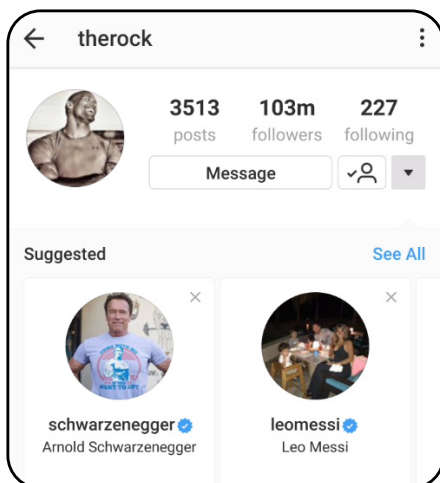 therock
3513 103m 227
posts followers following
Message
Suggested See All
schwarzenegger leomessi
Arnold Schwarzenegger Leo Messi